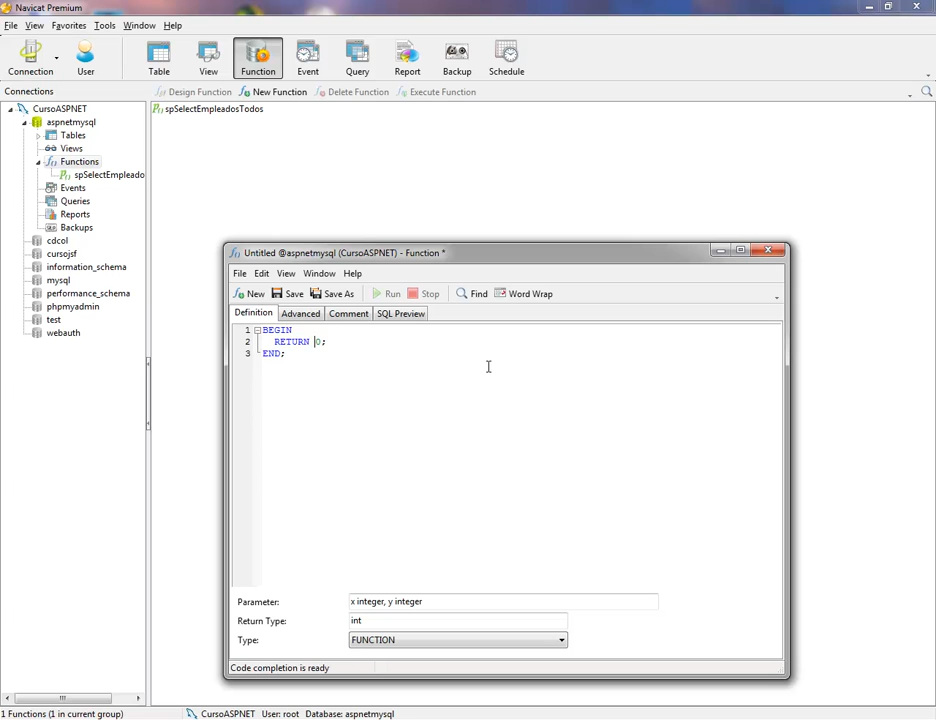 Navicat Premium
File View Favorites Tools Window Help
Connection User Table View Function Event Query Report Backup Schedule
Connections
Design Function New Function Delete Function Execute Function
CursoASPNET
spSelectEmpleadosTodos
aspnetmysql
Tables
Views
Functions
spSelectEmpleado
Events
Queries
Reports
Backups
cdcol
cursojsf
information_schema
mysql
performance_schema
phpmyadmin
test
webauth
Untitled @aspnetmysql (CursoASPNET) - Function *
File Edit View Window Help
New Save Save As Run Stop Find Word Wrap
Definition Advanced Comment SQL Preview
1 BEGIN
2 RETURN 0;
3 END;
Parameter: x integer, y integer
Return Type: int
Type: FUNCTION
Code completion is ready
1 Functions (1 in current group) CursoASPNET User: root Database: aspnetmysql